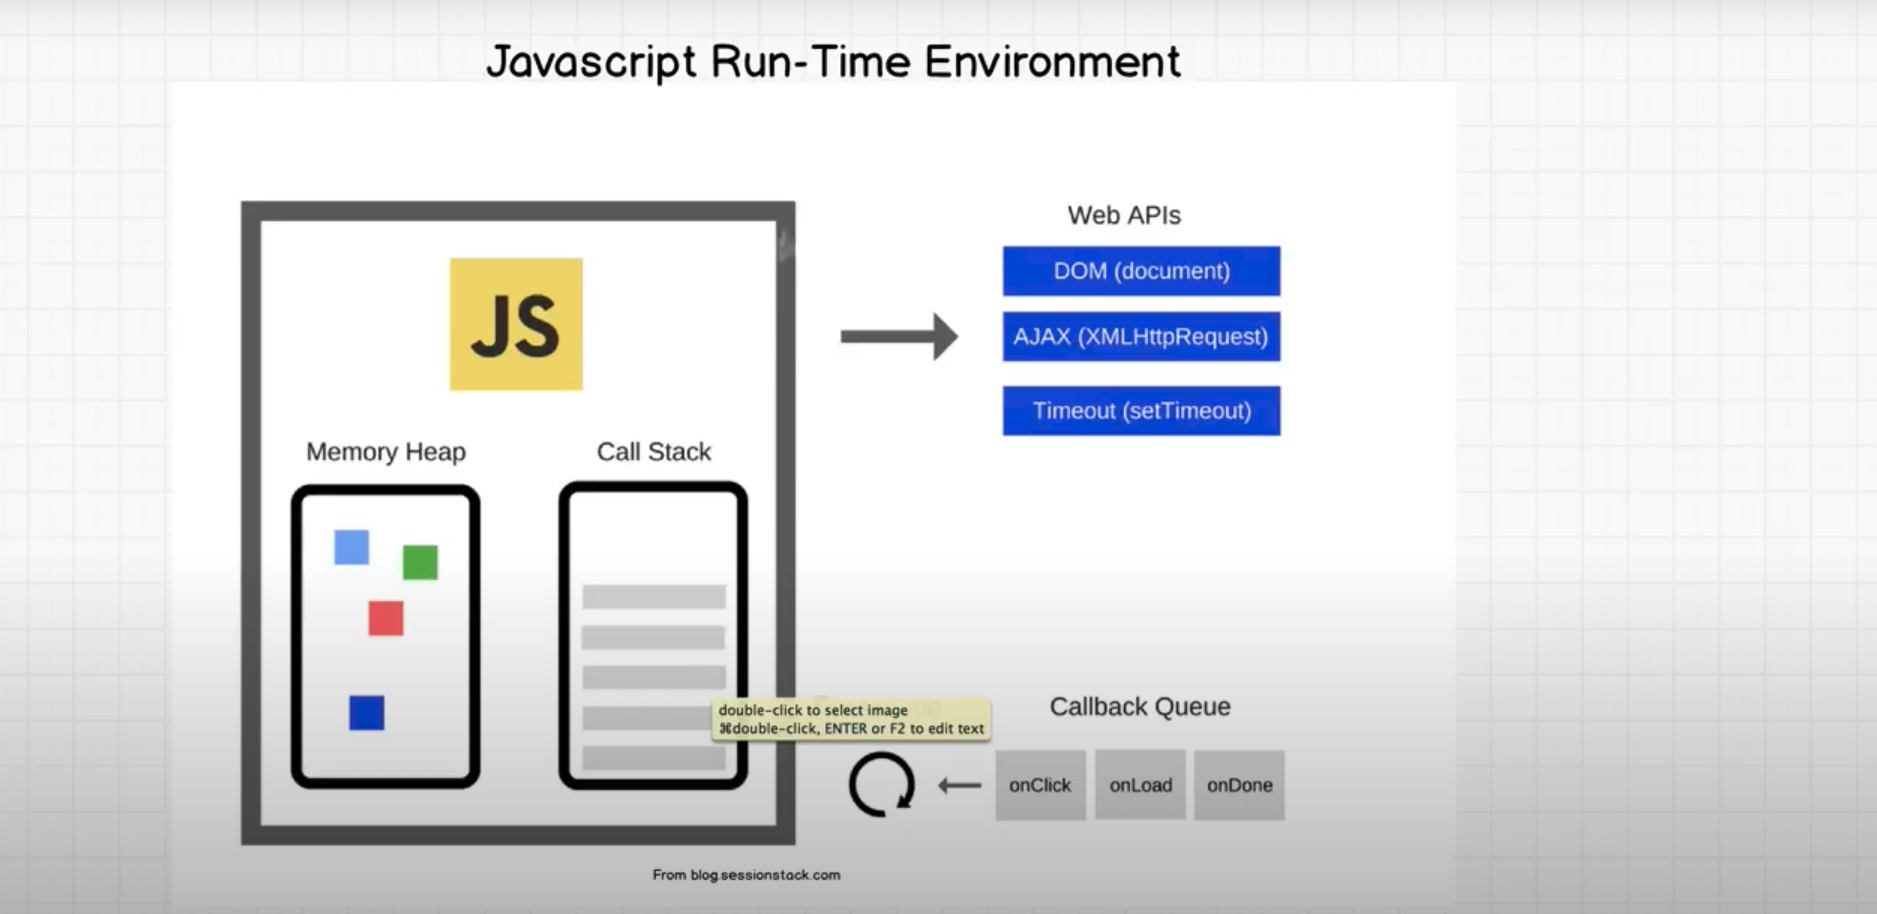 Javascript Run-Time Environment
JS
Memory Heap
Call Stack
Web APIs
DOM (document)
AJAX (XMLHttpRequest)
Timeout (setTimeout)
double-click to select image
⌘double-click, ENTER or F2 to edit text
Callback Queue
onClick
onLoad
onDone
From blog.sessionstack.com